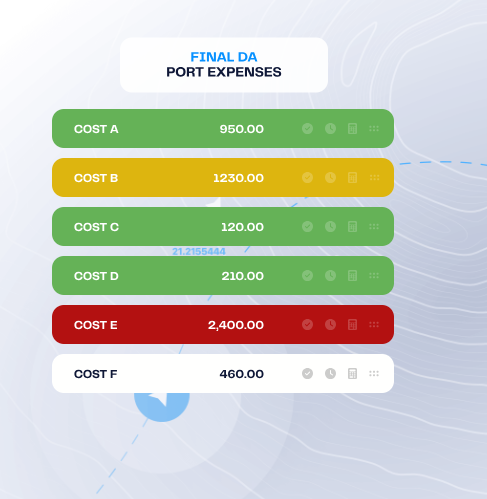 FINAL DA
PORT EXPENSES
COST A 950.00
COST B 1230.00
COST C 120.00
21.2155444
COST D 210.00
COST E 2,400.00
COST F 460.00